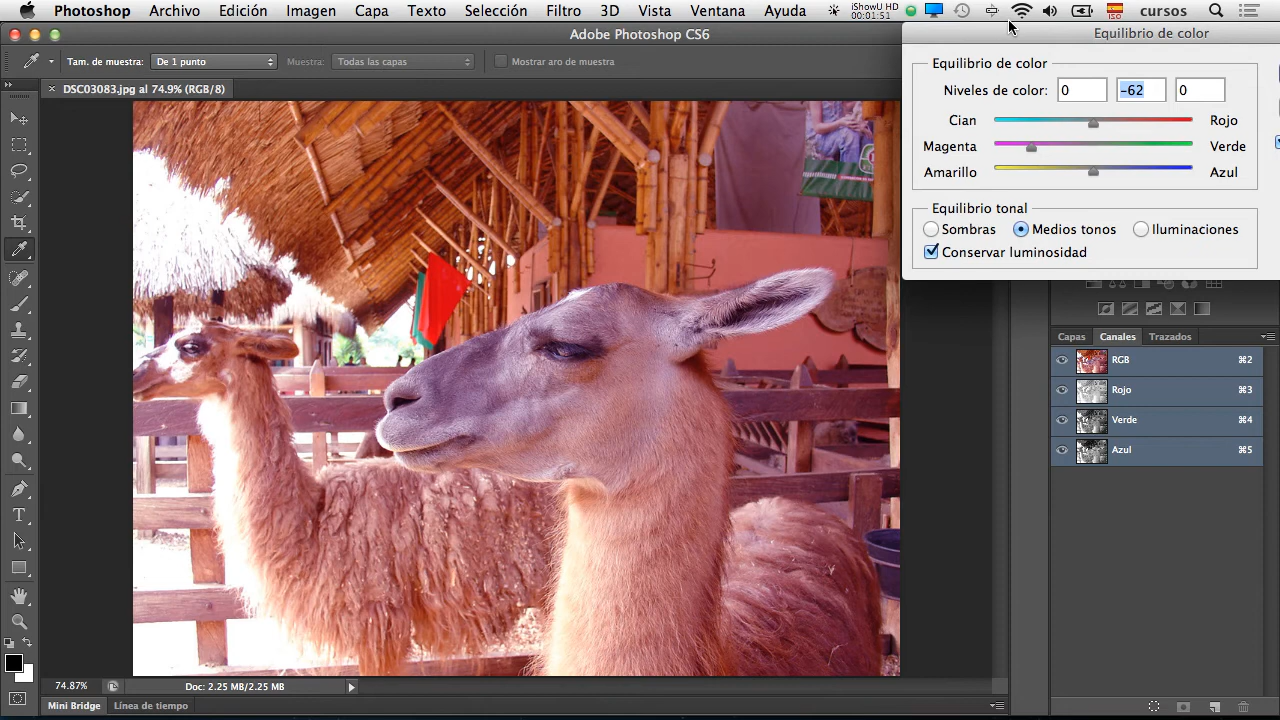 Photoshop Archivo Edición Imagen Capa Texto Selección Filtro 3D Vista Ventana Ayuda iShowU HD 00:01:51 ISO cursos
Adobe Photoshop CS6
Equilibrio de color
Tam. de muestra: De 1 punto Muestra: Todas las capas Mostrar aro de muestra
DSC03083.jpg al 74.9% (RGB/8)
Equilibrio de color
Niveles de color: 0 -62 0
Cian Rojo
Magenta Verde
Amarillo Azul
Equilibrio tonal
Sombras Medios tonos Iluminaciones
Conservar luminosidad
Capas Canales Trazados
RGB ⌘2
Rojo ⌘3
Verde ⌘4
Azul ⌘5
74.87% Doc: 2.25 MB/2.25 MB
Mini Bridge Línea de tiempo